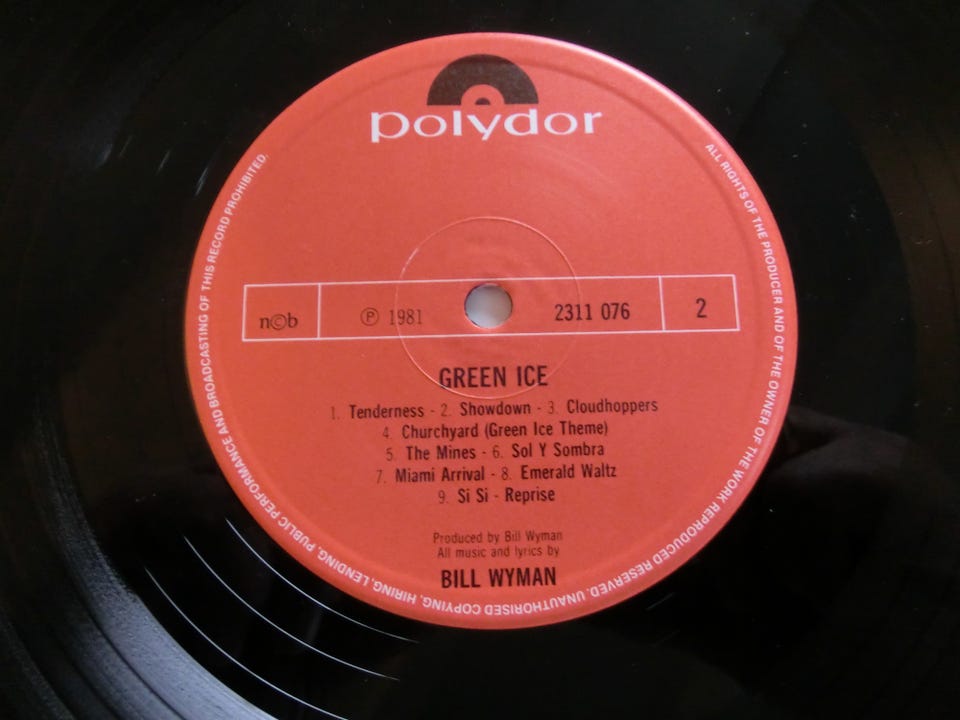 polydor
n©b
℗ 1981
2311 076
2
GREEN ICE
1. Tenderness - 2. Showdown - 3. Cloudhoppers
4. Churchyard (Green Ice Theme)
5. The Mines - 6. Sol Y Sombra
7. Miami Arrival - 8. Emerald Waltz
9. Si Si - Reprise
Produced by Bill Wyman
All music and lyrics by
BILL WYMAN
ALL RIGHTS OF THE PRODUCER AND OF THE OWNER OF THE WORK REPRODUCED RESERVED. UNAUTHORISED COPYING, HIRING, LENDING, PUBLIC PERFORMANCE AND BROADCASTING OF THIS RECORD PROHIBITED.